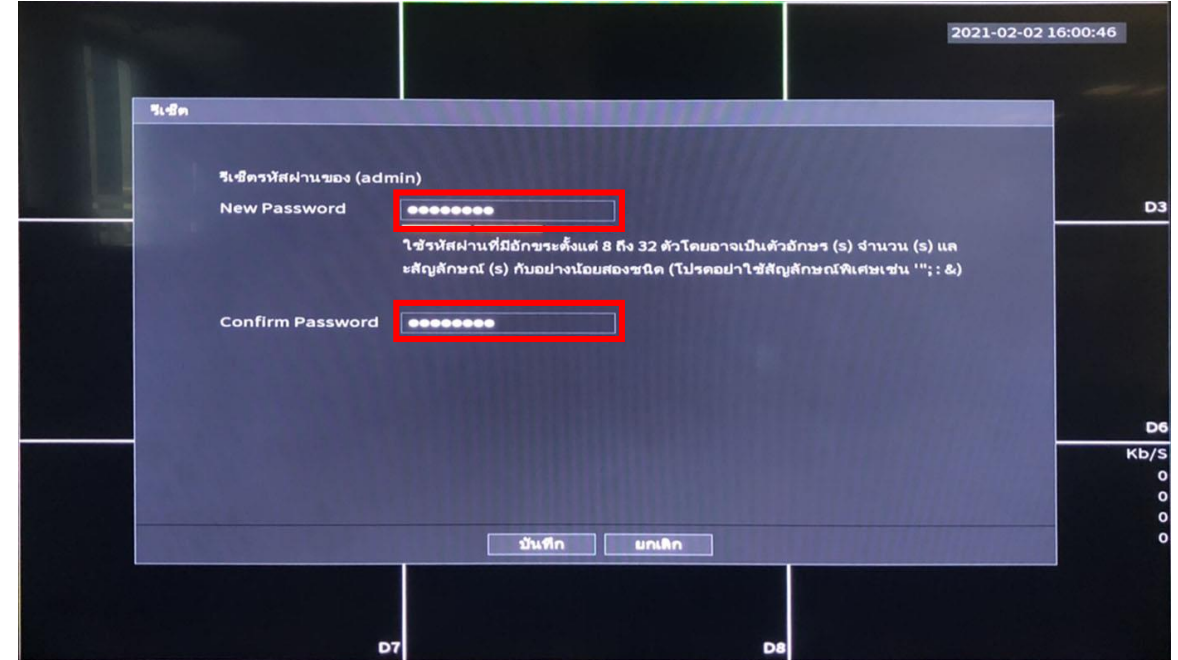 2021-02-02 16:00:46
รีเซ็ต
รีเซ็ตรหัสผ่านของ (admin)
New Password ●●●●●●●●
D3
ใช้รหัสผ่านที่มีอักขระตั้งแต่ 8 ถึง 32 ตัวโดยอาจเป็นตัวอักษร (s) จำนวน (s) แล
ะสัญลักษณ์ (s) กับอย่างน้อยสองชนิด (โปรดอย่าใช้สัญลักษณ์พิเศษเช่น '"; : &)
Confirm Password ●●●●●●●●
D6
Kb/S
0
0
0
0
บันทึก ยกเลิก
D7 D8